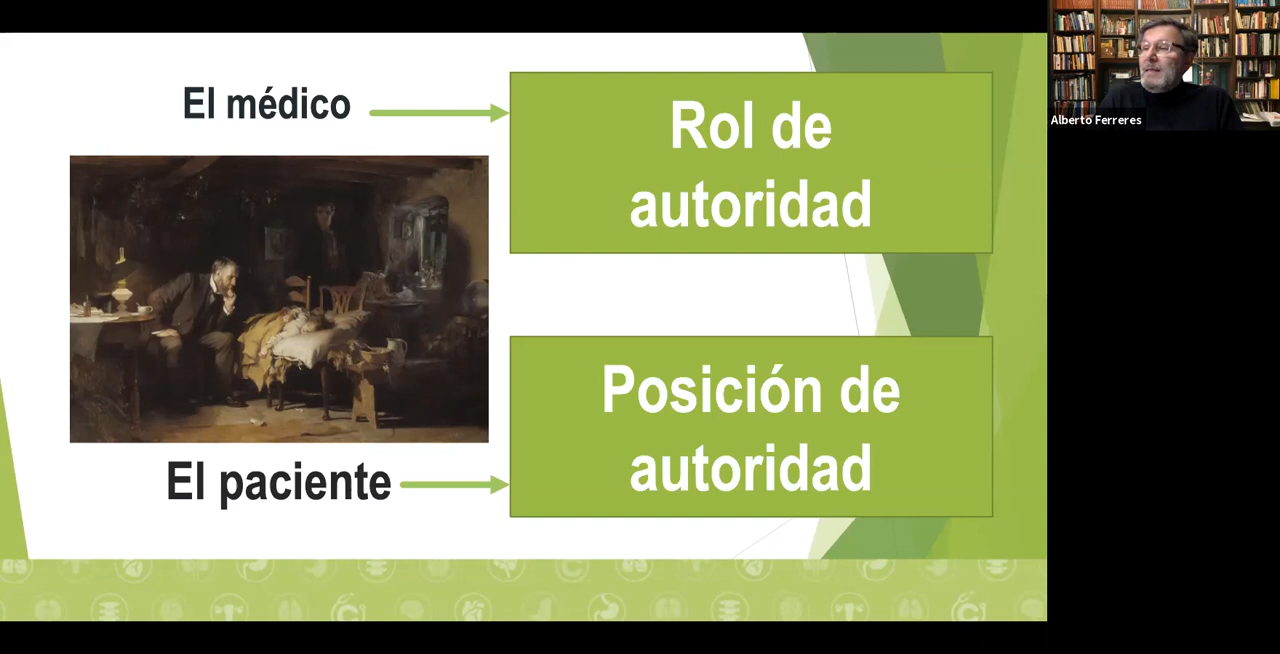 El médico
Rol de
autoridad
Alberto Ferreres
Posición de
autoridad
El paciente